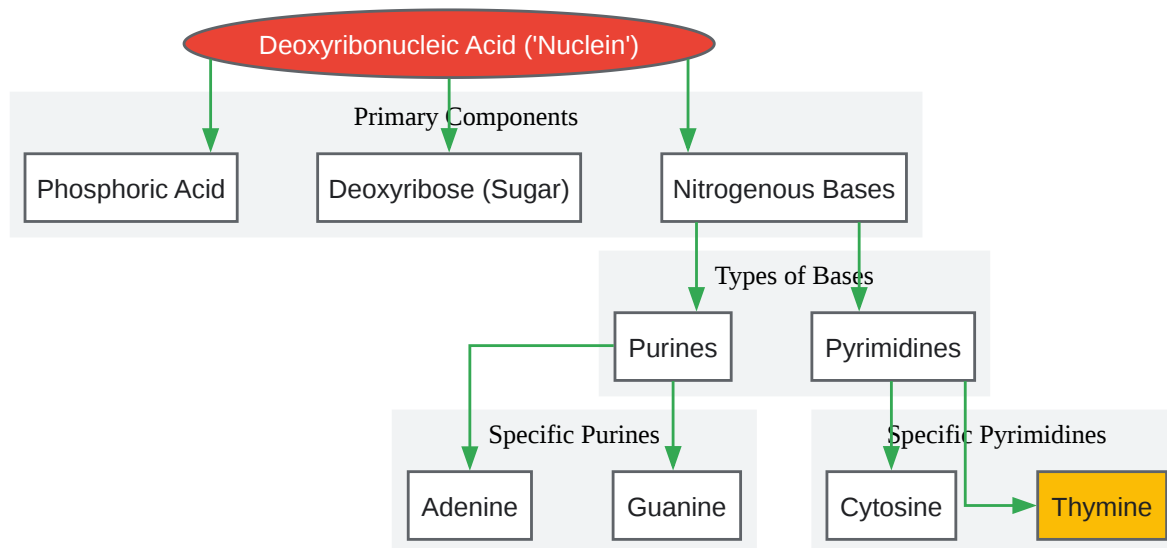 Deoxyribonucleic Acid ('Nuclein')
Primary Components
Phosphoric Acid
Deoxyribose (Sugar)
Nitrogenous Bases
Types of Bases
Purines
Pyrimidines
Specific Purines
Specific Pyrimidines
Adenine
Guanine
Cytosine
Thymine